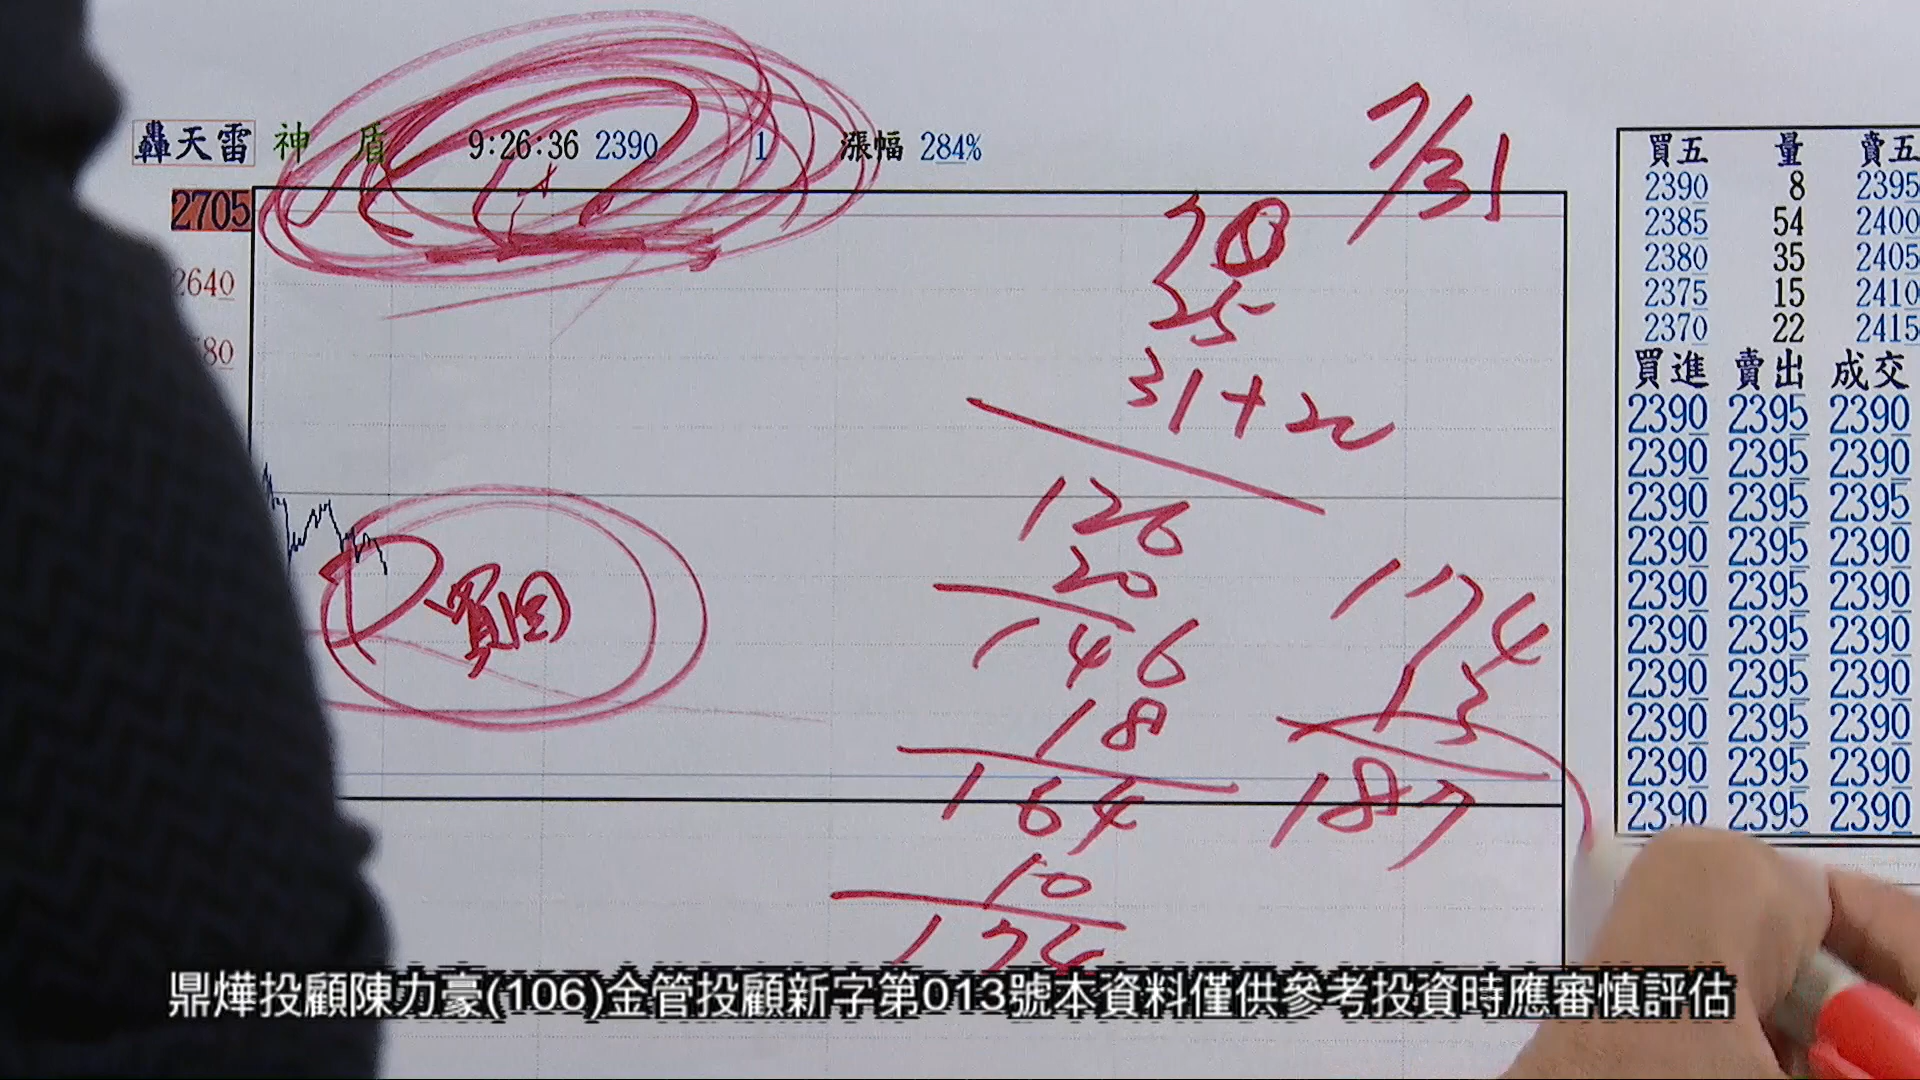 轟天雷 神 盾 9:26:36 2390 1 漲幅 284%
7/31
2705
2640
買回
25
31+20
126
20
146
18
164
10
174
174
13
187
買五 量 賣五
2390 8 2395
2385 54 2400
2380 35 2405
2375 15 2410
2370 22 2415
買進 賣出 成交
2390 2395 2390
2390 2395 2390
2390 2395 2395
2390 2395 2390
2390 2395 2390
2390 2395 2390
2390 2395 2390
2390 2395 2390
2390 2395 2390
2390 2395 2390
鼎燁投顧陳力豪(106)金管投顧新字第013號本資料僅供參考投資時應審慎評估